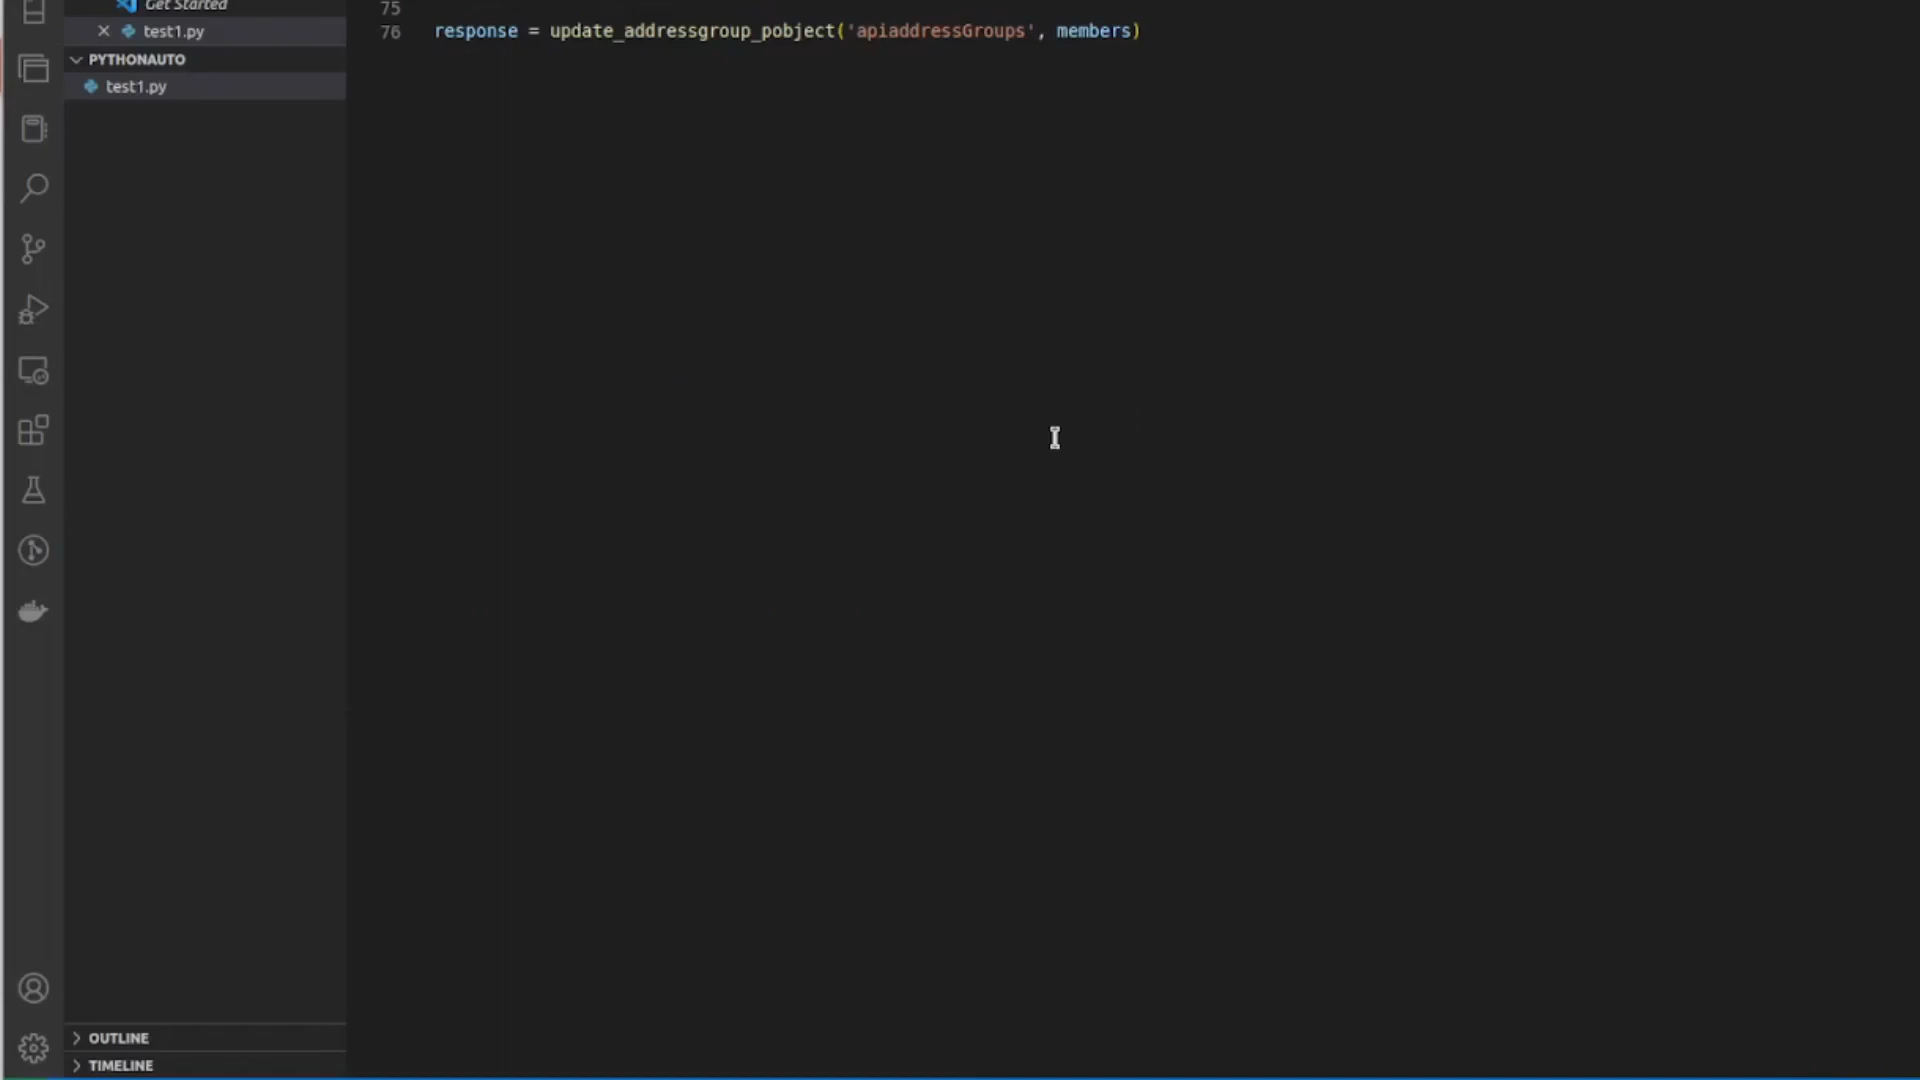 Get Started
test1.py
PYTHONAUTO
test1.py
75
76 response = update_addressgroup_pobject('apiaddressGroups', members)
OUTLINE
TIMELINE